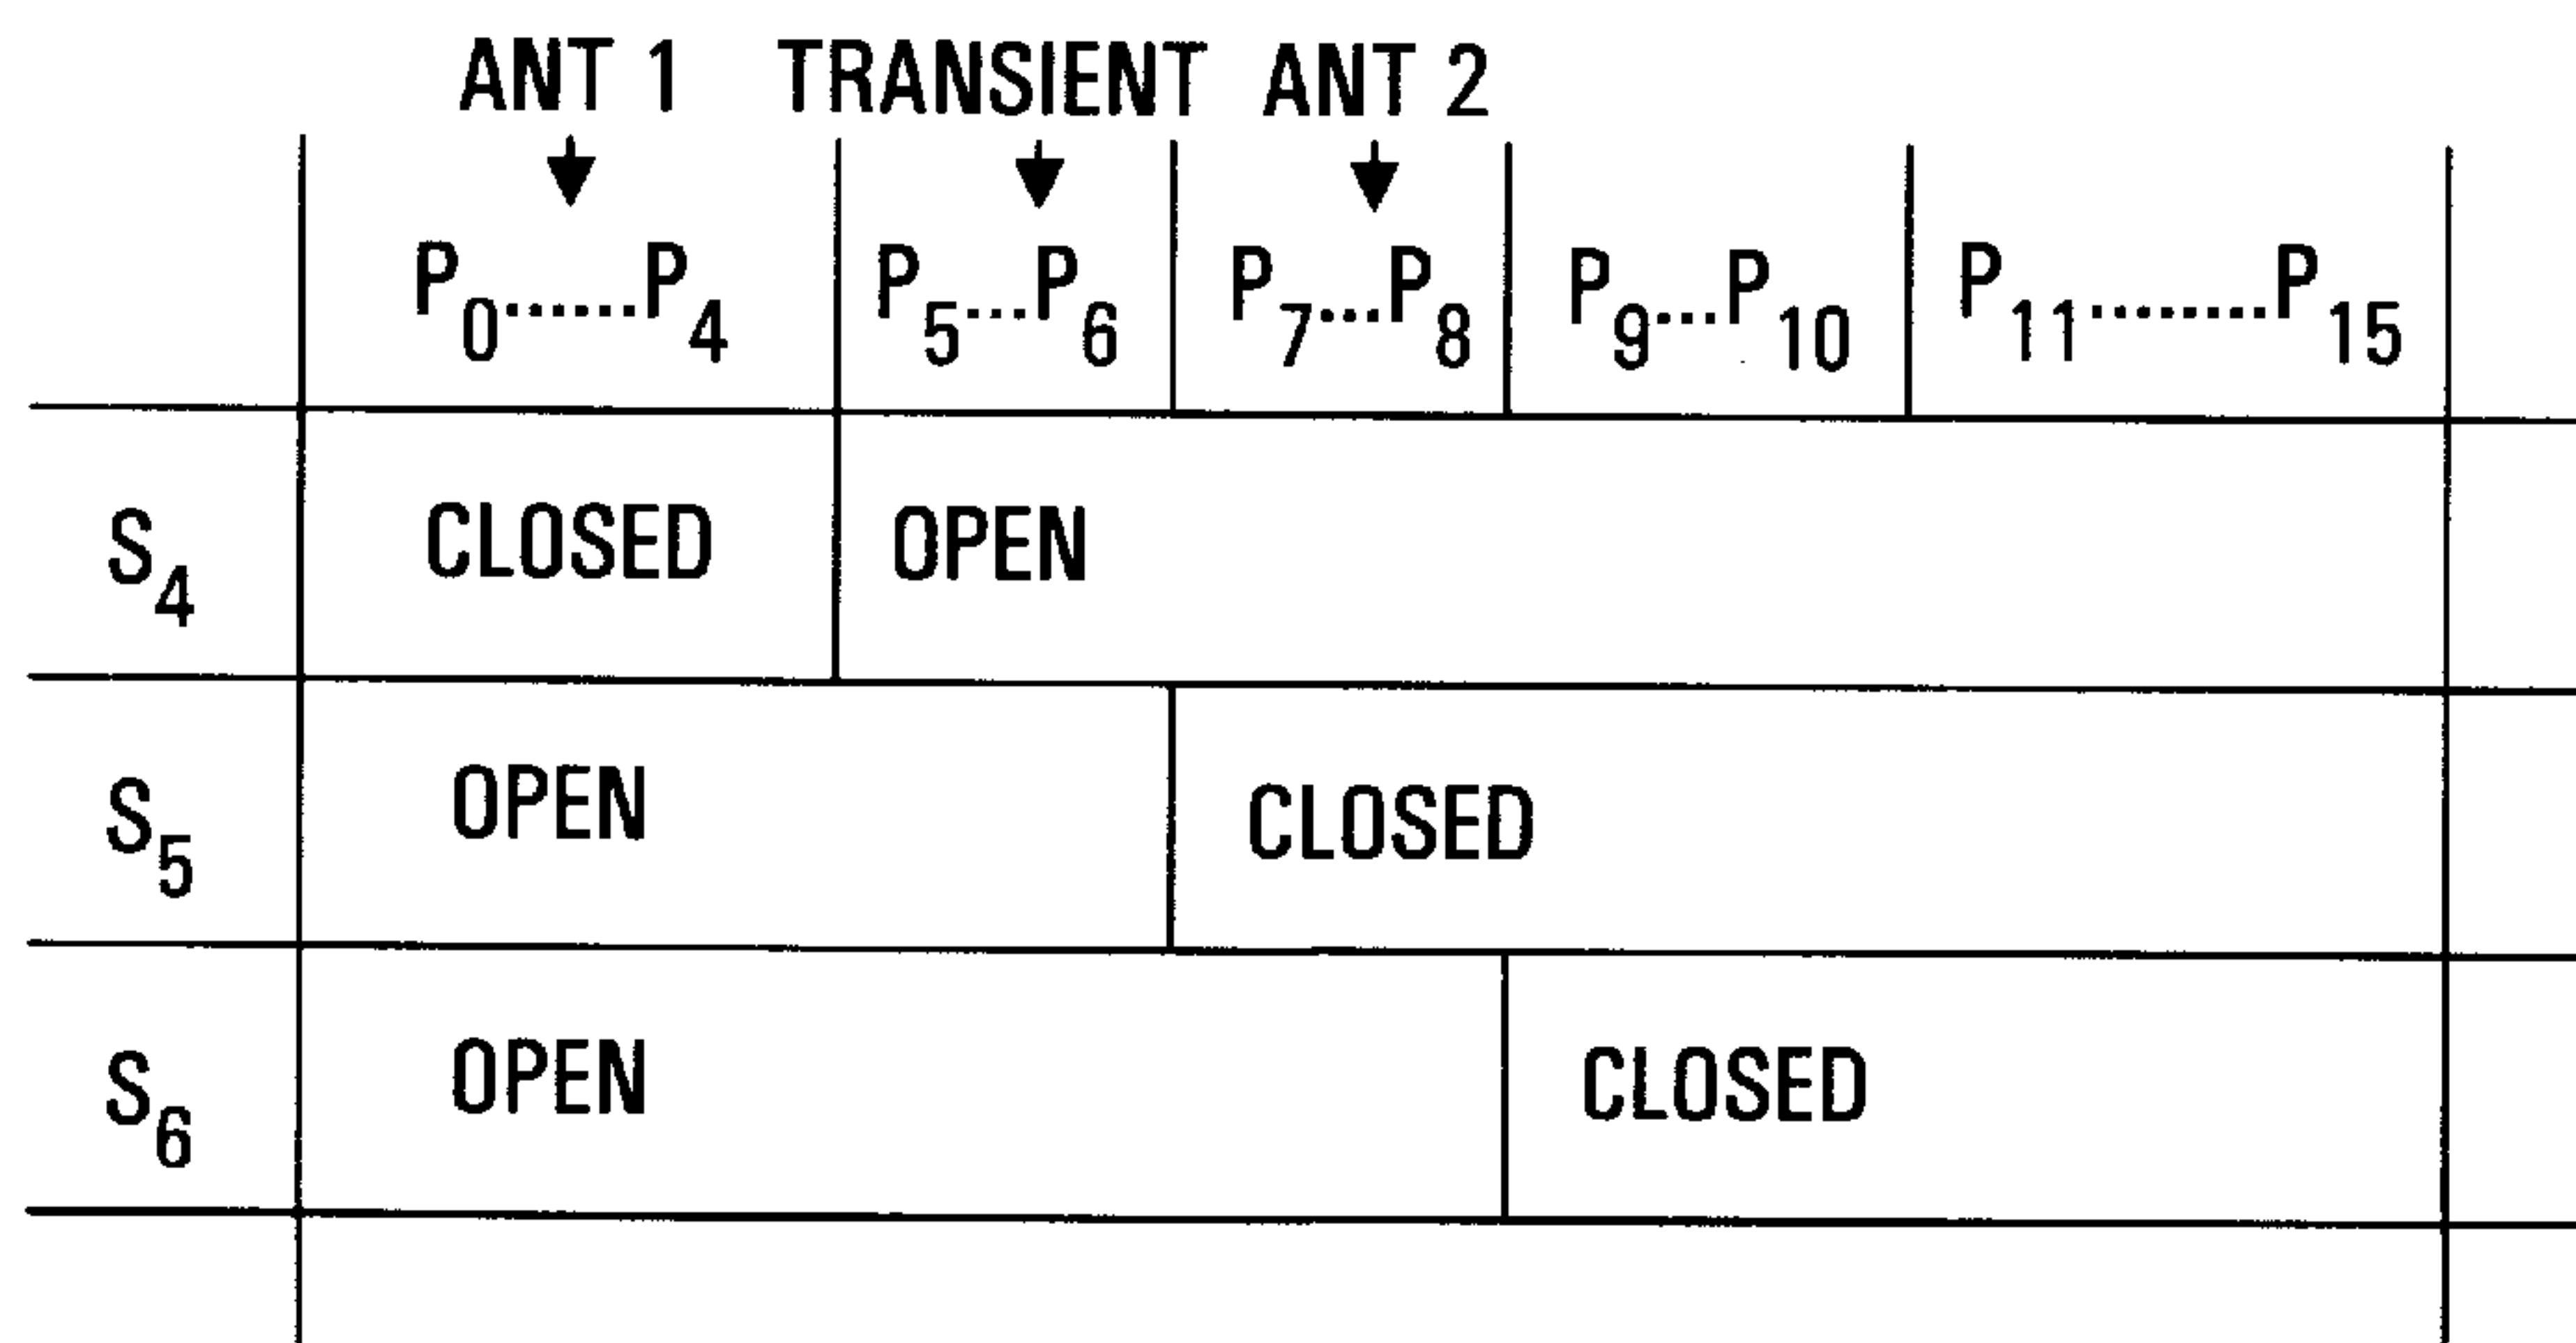 ANT 1 TRANSIENT ANT 2
P0......P4 P5...P6 P7...P8 P9...P10 P11........P15
S4 CLOSED OPEN
S5 OPEN CLOSED
S6 OPEN CLOSED